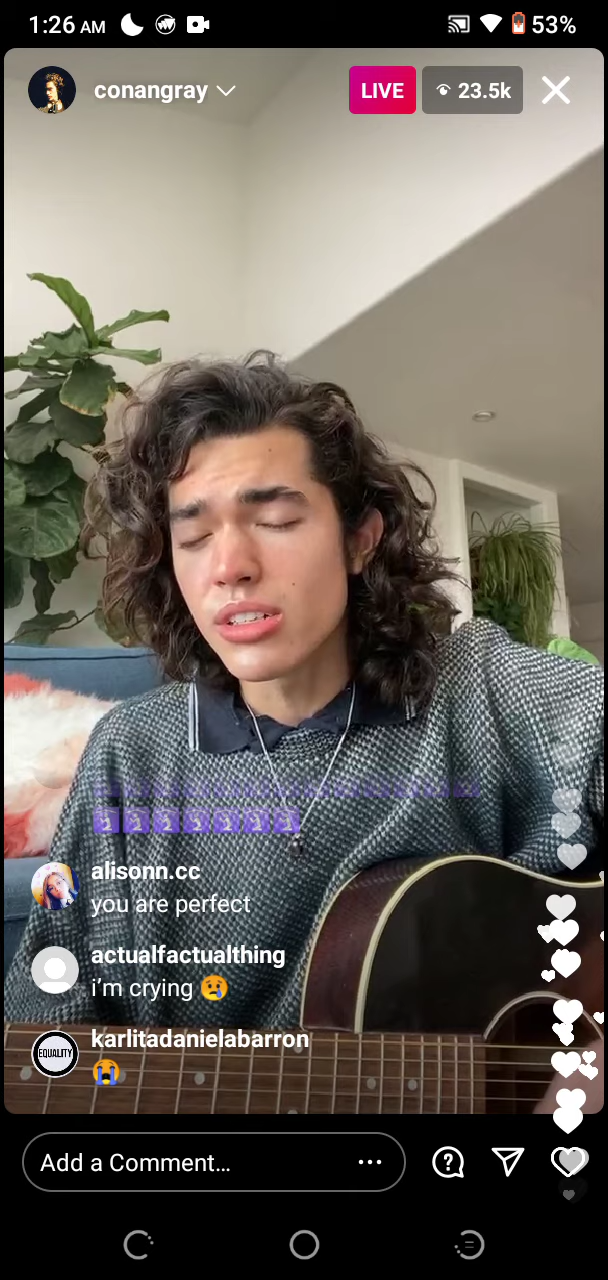 1:26 AM
53%
conangray
LIVE
23.5k
alisonn.cc
you are perfect
actualfactualthing
i'm crying 😢
EQUALITY
karlitadanielabarron
😭
Add a Comment…